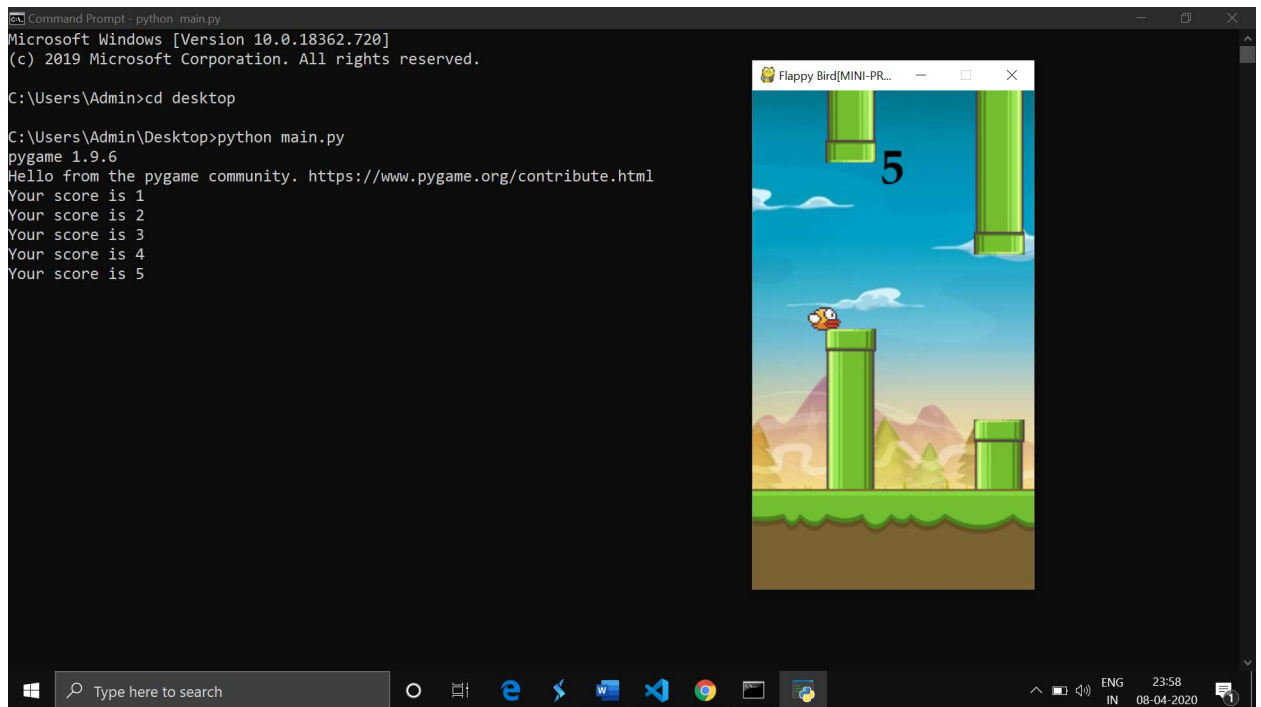 Command Prompt - python main.py
Microsoft Windows [Version 10.0.18362.720]
(c) 2019 Microsoft Corporation. All rights reserved.
C:\Users\Admin>cd desktop
C:\Users\Admin\Desktop>python main.py
pygame 1.9.6
Hello from the pygame community. https://www.pygame.org/contribute.html
Your score is 1
Your score is 2
Your score is 3
Your score is 4
Your score is 5
Flappy Bird[MINI-PR...
5
Type here to search
ENG
IN
23:58
08-04-2020
1